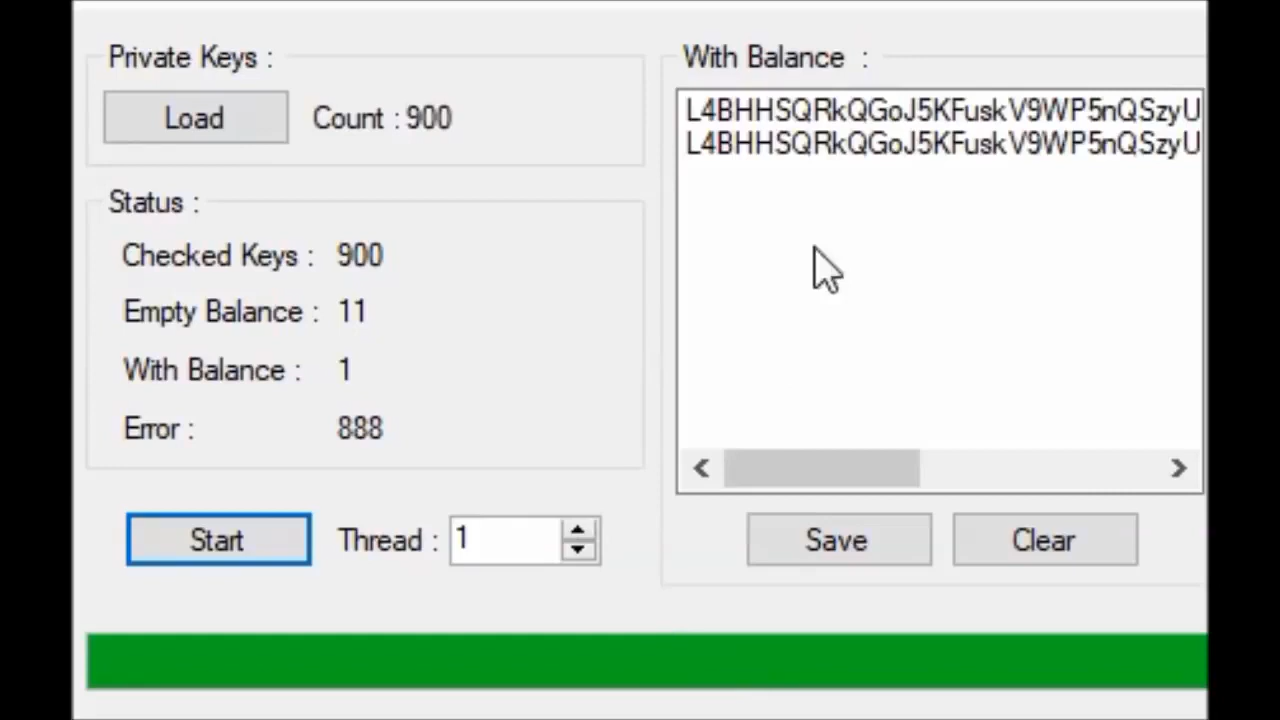 Private Keys :
Load
Count : 900
Status :
Checked Keys : 900
Empty Balance : 11
With Balance : 1
Error : 888
Start
Thread : 1
With Balance :
L4BHHSQRkQGoJ5KFuskV9WP5nQSzyU
L4BHHSQRkQGoJ5KFuskV9WP5nQSzyU
Save
Clear